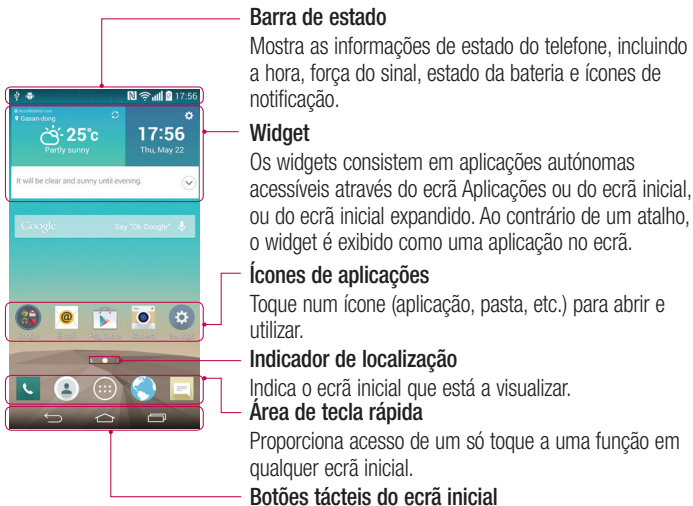 Barra de estado
Mostra as informações de estado do telefone, incluindo
a hora, força do sinal, estado da bateria e ícones de
notificação.
17:56
AccuWeather.com
Gasan-dong
25°c
Partly sunny
17:56
Thu, May 22
It will be clear and sunny until evening.
Widget
Os widgets consistem em aplicações autónomas
acessíveis através do ecrã Aplicações ou do ecrã inicial,
ou do ecrã inicial expandido. Ao contrário de um atalho,
o widget é exibido como uma aplicação no ecrã.
Google
Say "Ok Google"
Ícones de aplicações
Toque num ícone (aplicação, pasta, etc.) para abrir e
utilizar.
Google
Indicador de localização
Indica o ecrã inicial que está a visualizar.
Área de tecla rápida
Proporciona acesso de um só toque a uma função em
qualquer ecrã inicial.
Botões tácteis do ecrã inicial